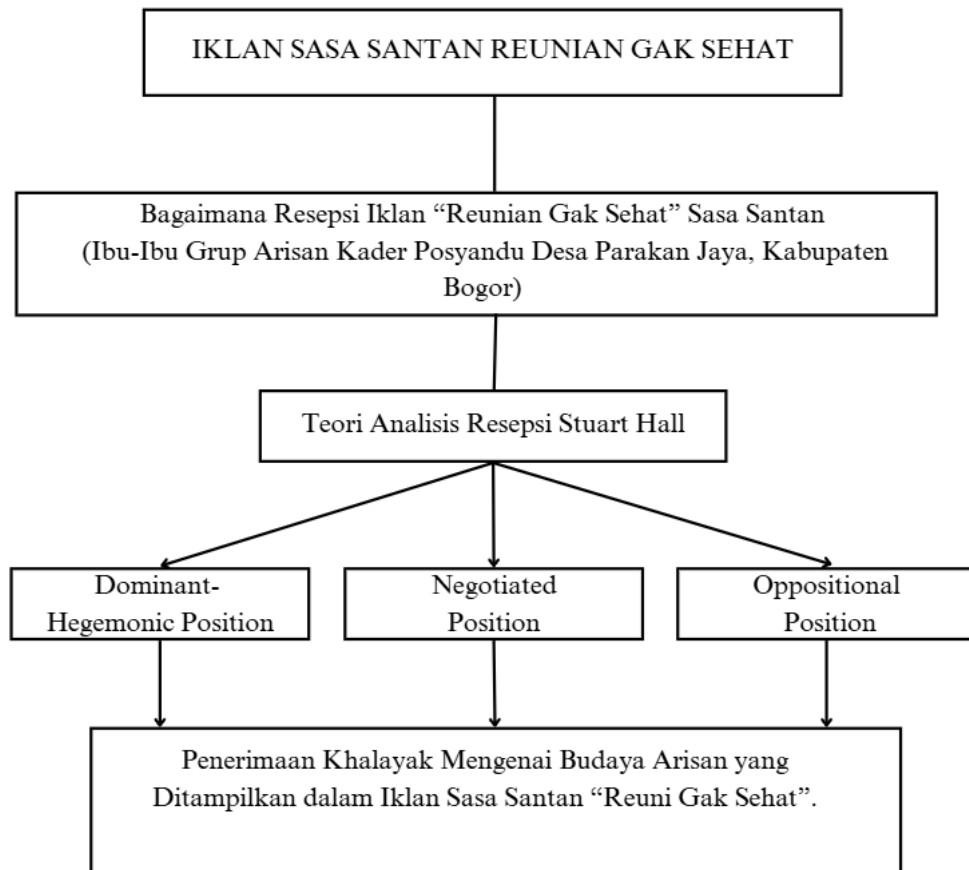 IKLAN SASA SANTAN REUNIAN GAK SEHAT
Bagaimana Resepsi Iklan “Reunian Gak Sehat” Sasa Santan
(Ibu-Ibu Grup Arisan Kader Posyandu Desa Parakan Jaya, Kabupaten
Bogor)
Teori Analisis Resepsi Stuart Hall
Dominant-
Hegemonic Position
Negotiated
Position
Oppositional
Position
Penerimaan Khalayak Mengenai Budaya Arisan yang
Ditampilkan dalam Iklan Sasa Santan “Reuni Gak Sehat”.